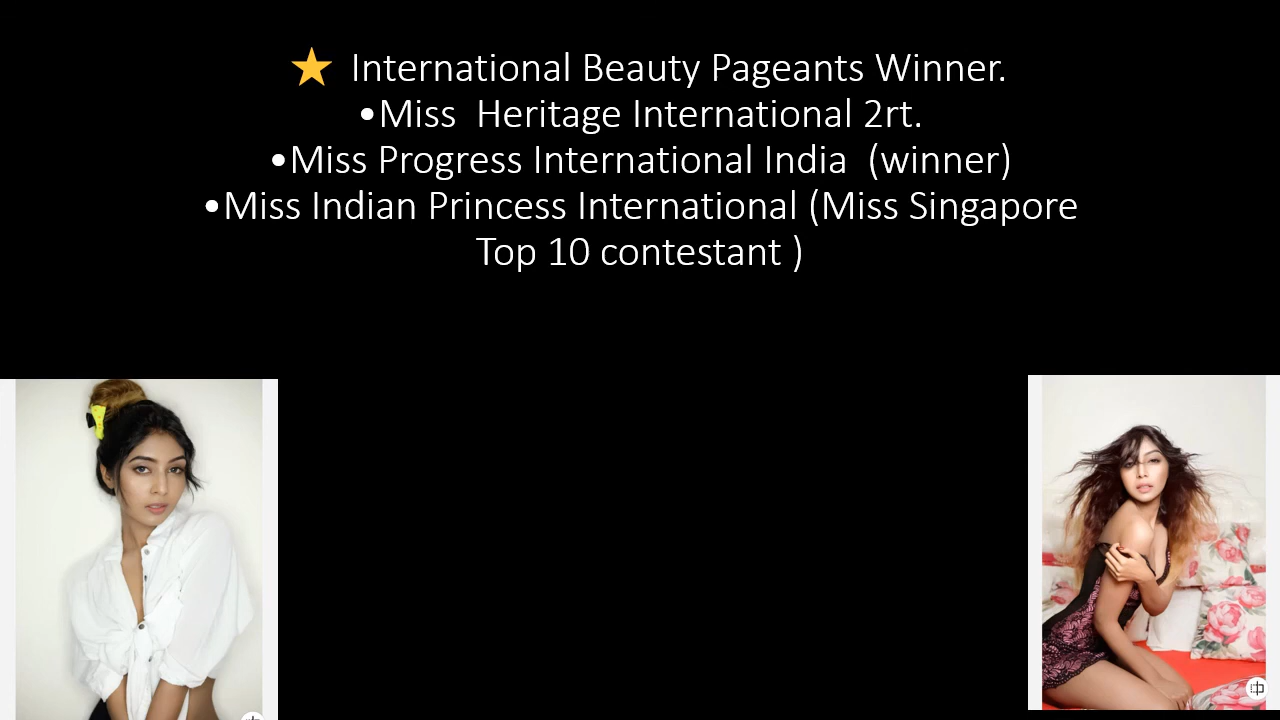 ⭐ International Beauty Pageants Winner.
•Miss  Heritage International 2rt.
•Miss Progress International India  (winner)
•Miss Indian Princess International (Miss Singapore
Top 10 contestant )